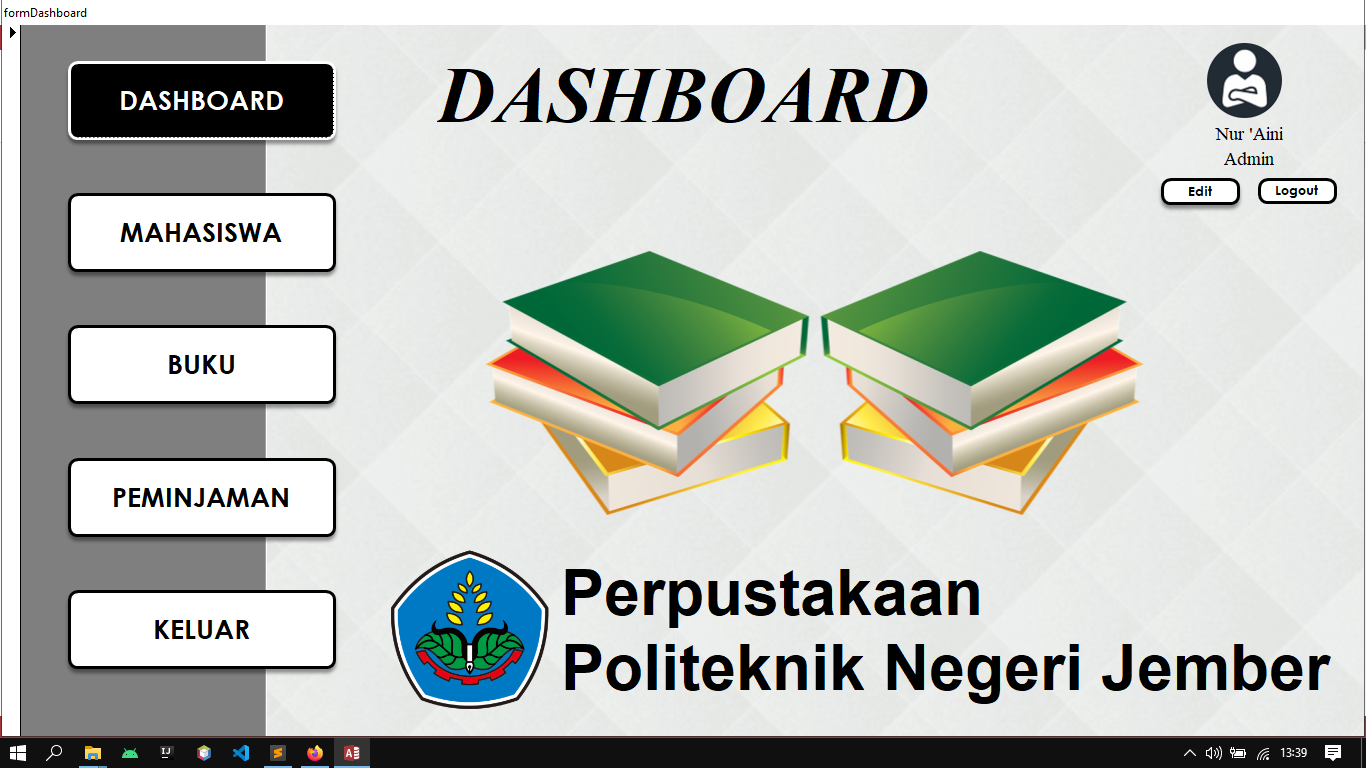 formDashboard
DASHBOARD
MAHASISWA
BUKU
PEMINJAMAN
KELUAR
DASHBOARD
Nur 'Aini
Admin
Edit
Logout
Perpustakaan
Politeknik Negeri Jember
13:39